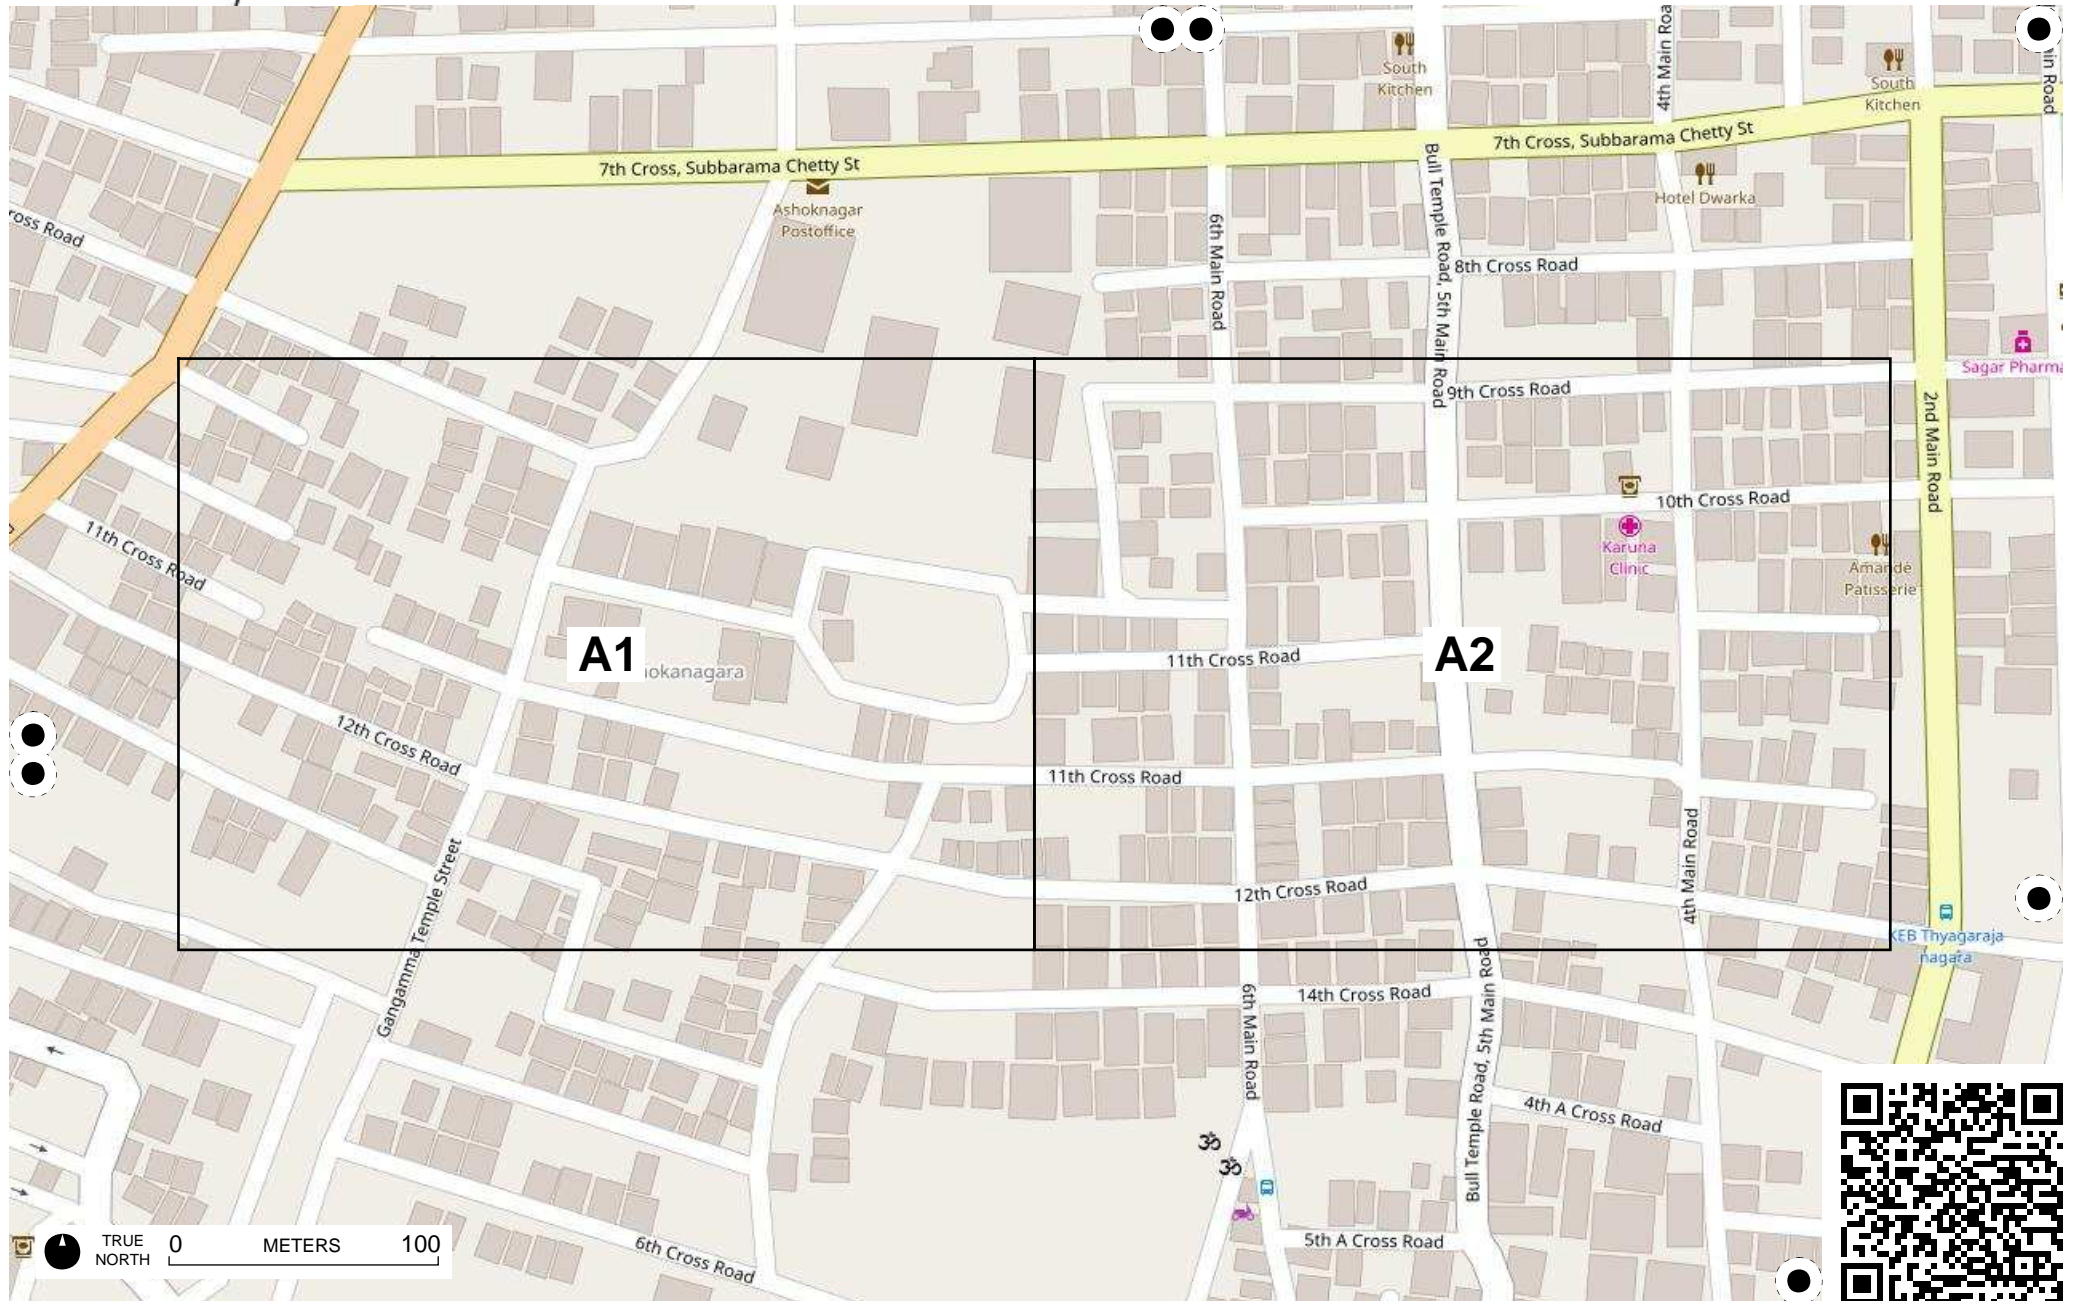 South
Kitchen
4th Main Road
South
Kitchen
7th Cross, Subbarama Chetty St
7th Cross, Subbarama Chetty St
Ashoknagar
Postoffice
Hotel Dwarka
6th Main Road
Bull Temple Road, 5th Main Road
8th Cross Road
9th Cross Road
Sagar Pharma
2nd Main Road
10th Cross Road
Karuna
Clinic
Amande
Patisserie
11th Cross Road
A1
A2
11th Cross Road
12th Cross Road
11th Cross Road
Gangamma Temple Street
4th Main Road
12th Cross Road
KEB Thyagaraja
nagara
6th Main Road
14th Cross Road
Bull Temple Road, 5th Main Road
4th A Cross Road
ॐ
ॐ
5th A Cross Road
6th Cross Road
TRUE
NORTH
0 METERS 100